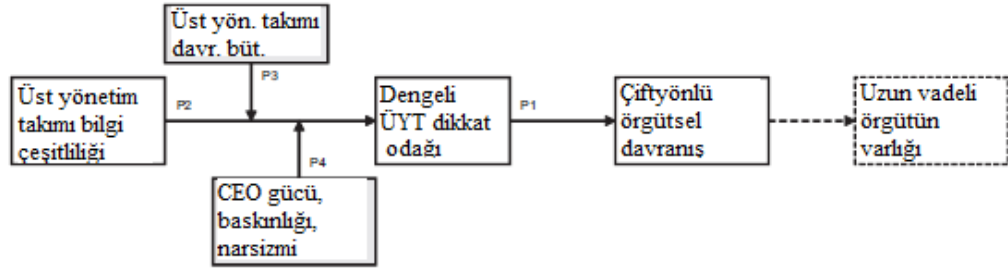 Üst yön. takımı
davr. büt.
P3
Üst yönetim
takımı bilgi
çeşitliliği
P2
Dengeli
ÜYT dikkat
odağı
P1
Çiftyönlü
örgütsel
davranış
Uzun vadeli
örgütün
varlığı
P4
CEO gücü,
baskınlığı,
narsizmi